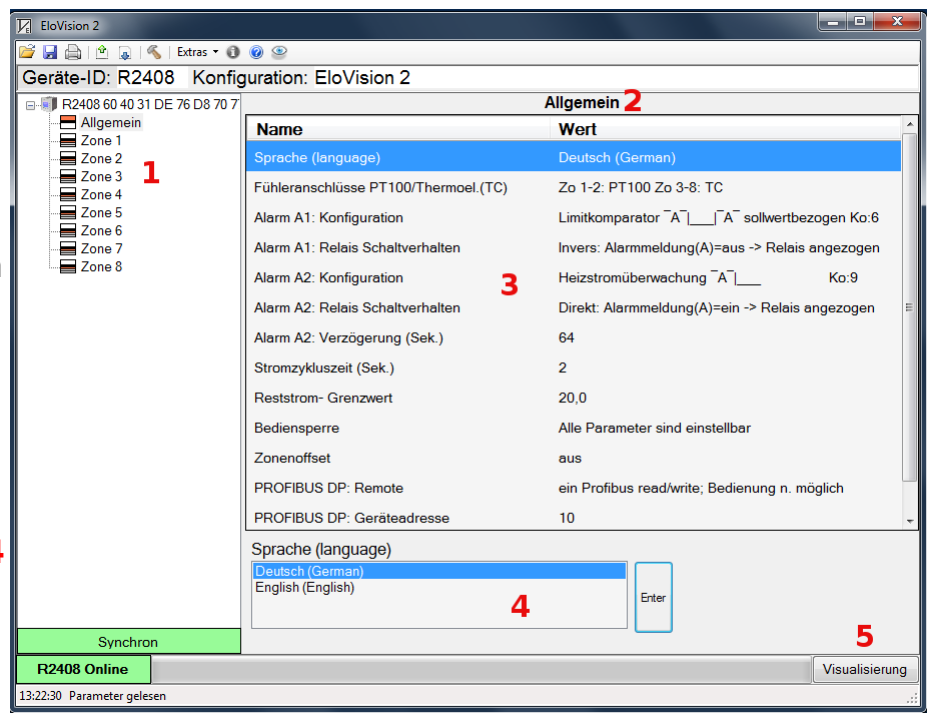 EloVision 2
Extras
Geräte-ID: R2408 Konfiguration: EloVision 2
R2408 60 40 31 DE 76 D8 70 7
Allgemein
Zone 1
Zone 2
Zone 3
Zone 4
Zone 5
Zone 6
Zone 7
Zone 8
1
Allgemein 2
Name Wert
Sprache (language) Deutsch (German)
Fühleranschlüsse PT100/Thermoel.(TC) Zo 1-2: PT100 Zo 3-8: TC
Alarm A1: Konfiguration Limitkomparator ¯A¯|___|¯A¯ sollwertbezogen Ko:6
Alarm A1: Relais Schaltverhalten Invers: Alarmmeldung(A)=aus -> Relais angezogen
Alarm A2: Konfiguration Heizstromüberwachung ¯A¯|___ Ko:9
3
Alarm A2: Relais Schaltverhalten Direkt: Alarmmeldung(A)=ein -> Relais angezogen
Alarm A2: Verzögerung (Sek.) 64
Stromzykluszeit (Sek.) 2
Reststrom- Grenzwert 20,0
Bediensperre Alle Parameter sind einstellbar
Zonenoffset aus
PROFIBUS DP: Remote ein Profibus read/write; Bedienung n. möglich
PROFIBUS DP: Geräteadresse 10
Sprache (language)
Deutsch (German)
English (English)
4
Enter
5
Synchron
R2408 Online
Visualisierung
13:22:30 Parameter gelesen